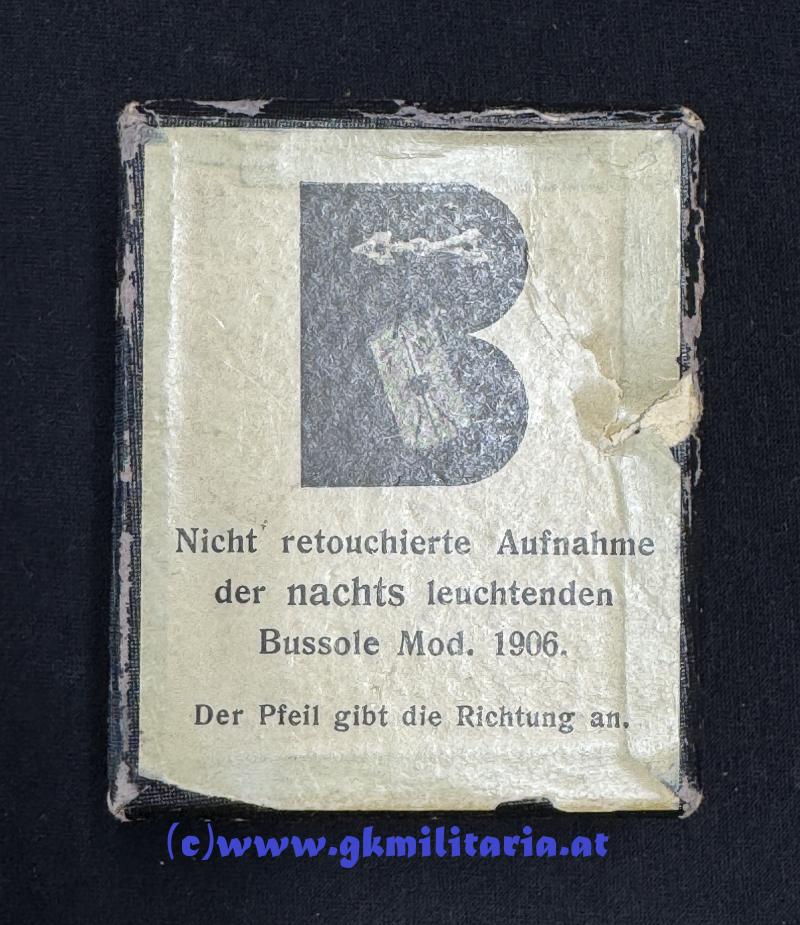 B
Nicht retouchierte Aufnahme
der nachts leuchtenden
Bussole Mod. 1906.
Der Pfeil gibt die Richtung an.
(c)www.gkmilitaria.at